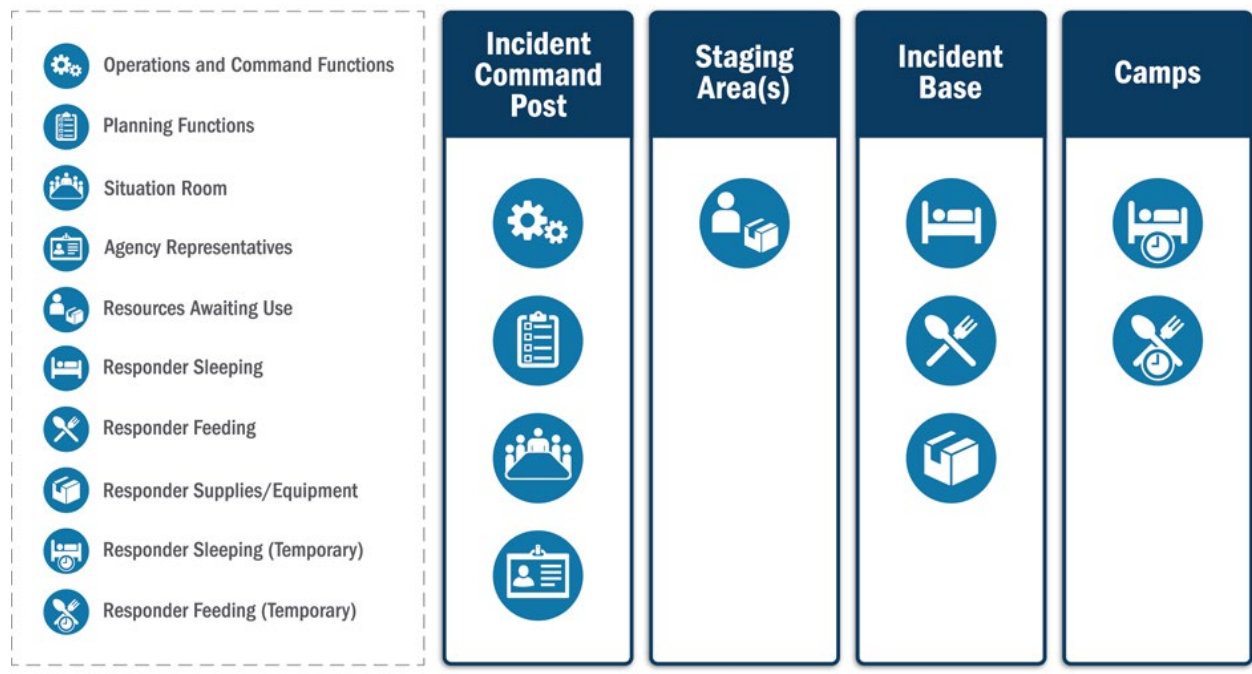 Operations and Command Functions
Planning Functions
Situation Room
Agency Representatives
Resources Awaiting Use
Responder Sleeping
Responder Feeding
Responder Supplies/Equipment
Responder Sleeping (Temporary)
Responder Feeding (Temporary)
Incident
Command
Post
Staging
Area(s)
Incident
Base
Camps